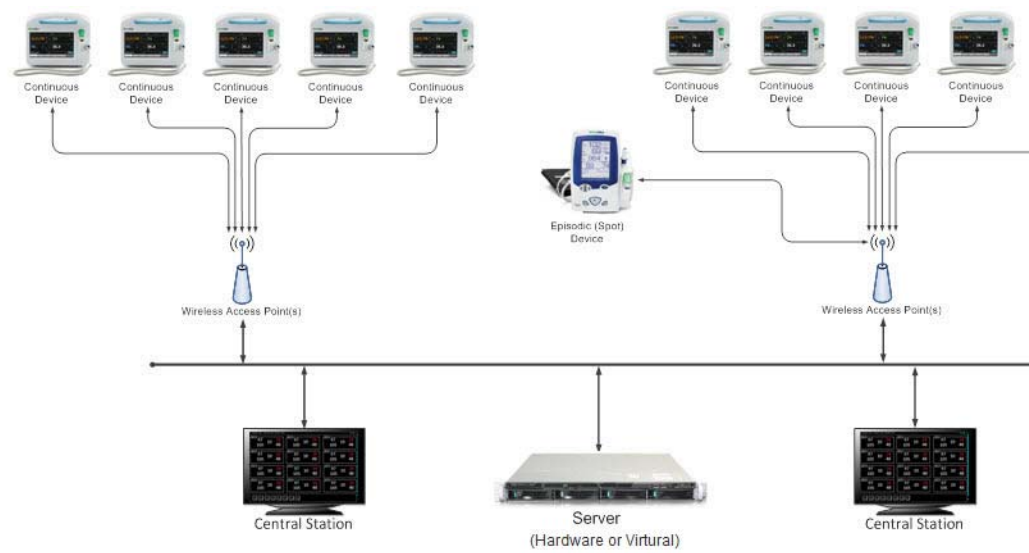 Continuous
Device
Continuous
Device
Continuous
Device
Continuous
Device
Continuous
Device
Continuous
Device
Continuous
Device
Continuous
Device
Continuous
Device
Episodic (Spot)
Device
Wireless Access Point(s)
Wireless Access Point(s)
Central Station
Server
(Hardware or Virtural)
Central Station